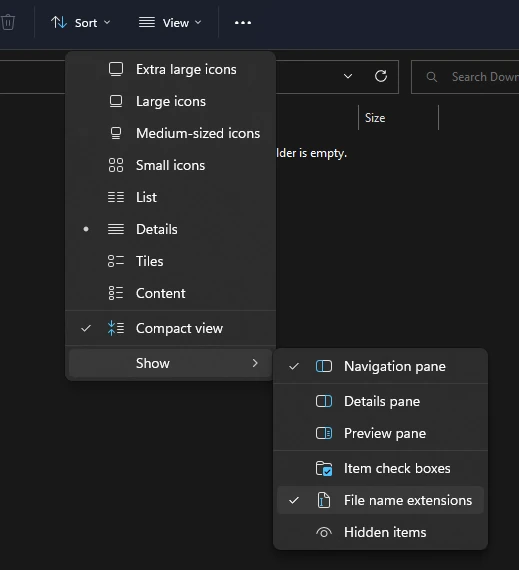 Sort View •••
Extra large icons
Large icons
Search Down
Medium-sized icons
Size
Small icons
lder is empty.
List
Details
Tiles
Content
Compact view
Show
Navigation pane
Details pane
Preview pane
Item check boxes
File name extensions
Hidden items